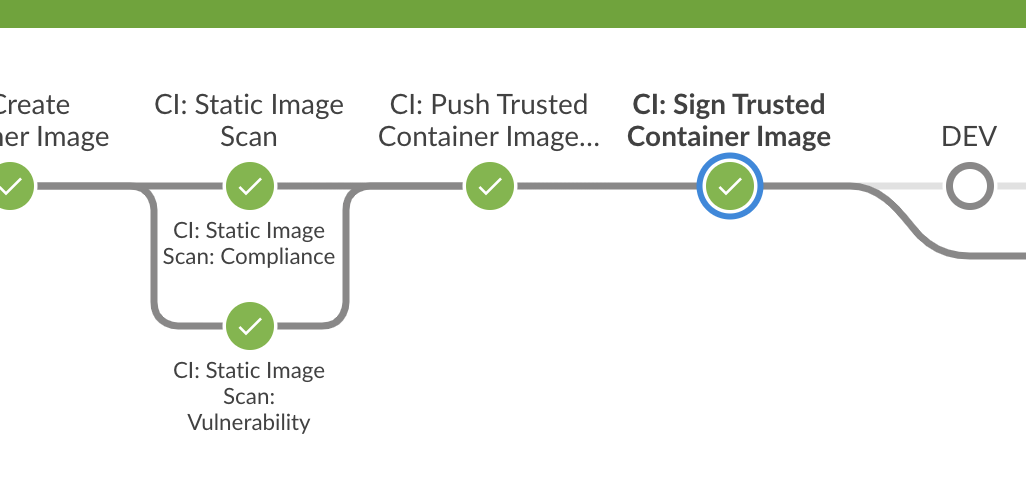 Create
ner Image
CI: Static Image
Scan
CI: Push Trusted
Container Image...
CI: Sign Trusted
Container Image
DEV
CI: Static Image
Scan: Compliance
CI: Static Image
Scan:
Vulnerability